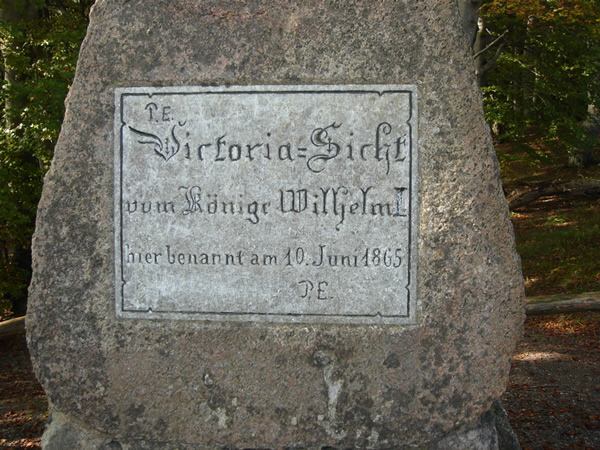 P.E.
Victoria=Sicht
vom Könige Wilhelm I
hier benannt am 10. Juni 1865
P.E.